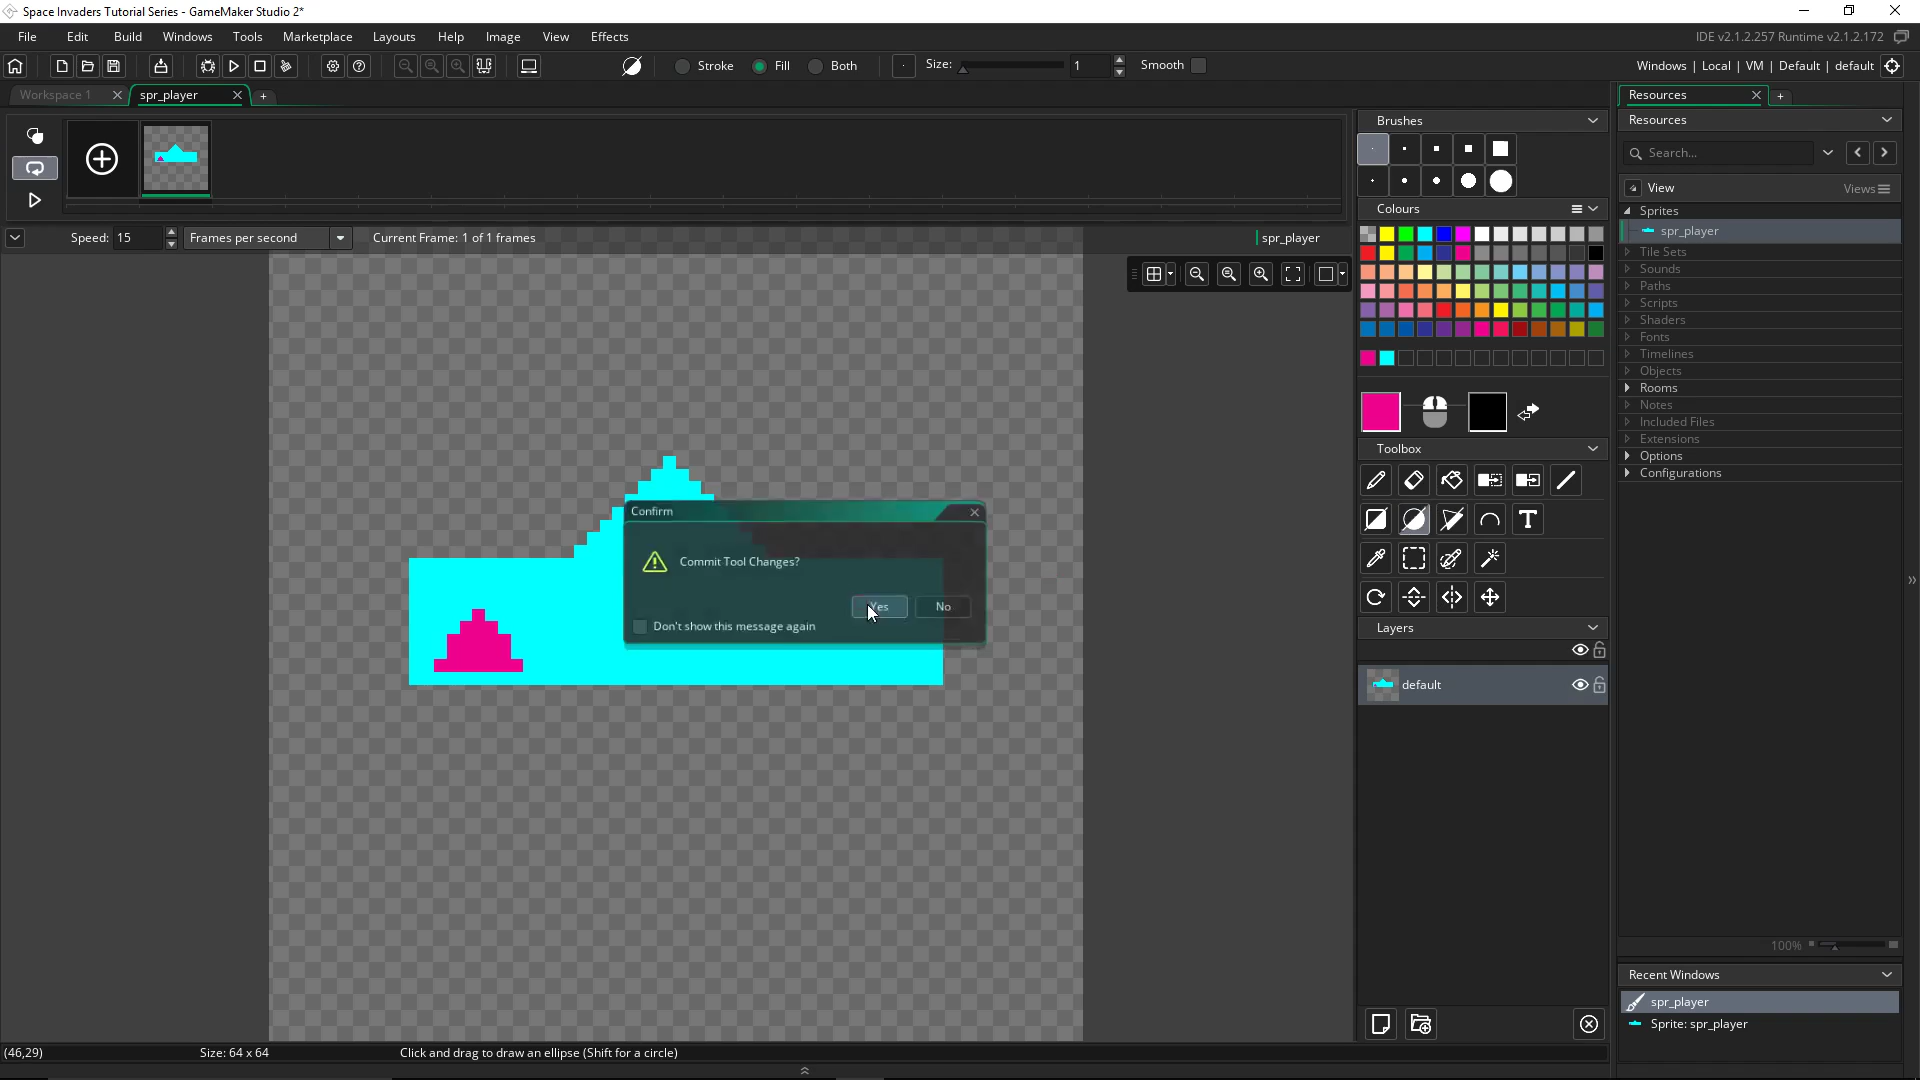 Space Invaders Tutorial Series - GameMaker Studio 2*
File Edit Build Windows Tools Marketplace Layouts Help Image View Effects
IDE v2.1.2.257 Runtime v2.1.2.172
Stroke Fill Both Size: 1 Smooth
Windows | Local | VM | Default | default
Workspace 1
spr_player
Speed: 15 Frames per second Current Frame: 1 of 1 frames
spr_player
Confirm
Commit Tool Changes?
Yes No
Don't show this message again
Brushes
Colours
Toolbox
T
Layers
default
Resources
Resources
Search...
View Views
Sprites
spr_player
Tile Sets
Sounds
Paths
Scripts
Shaders
Fonts
Timelines
Objects
Rooms
Notes
Included Files
Extensions
Options
Configurations
100%
Recent Windows
spr_player
Sprite: spr_player
(46,29) Size: 64 x 64 Click and drag to draw an ellipse (Shift for a circle)